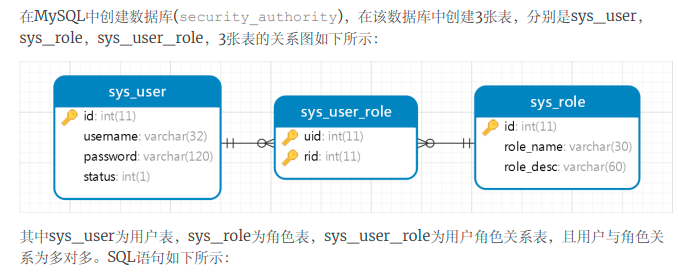 在MySQL中创建数据库(security_authority)，在该数据库中创建3张表，分别是sys_user，
sys_role，sys_user_role，3张表的关系图如下所示：
sys_user
id: int(11)
username: varchar(32)
password: varchar(120)
status: int(1)
sys_user_role
uid: int(11)
rid: int(11)
sys_role
id: int(11)
role_name: varchar(30)
role_desc: varchar(60)
其中sys_user为用户表，sys_role为角色表，sys_user_role为用户角色关系表，且用户与角色关
系为多对多。SQL语句如下所示：